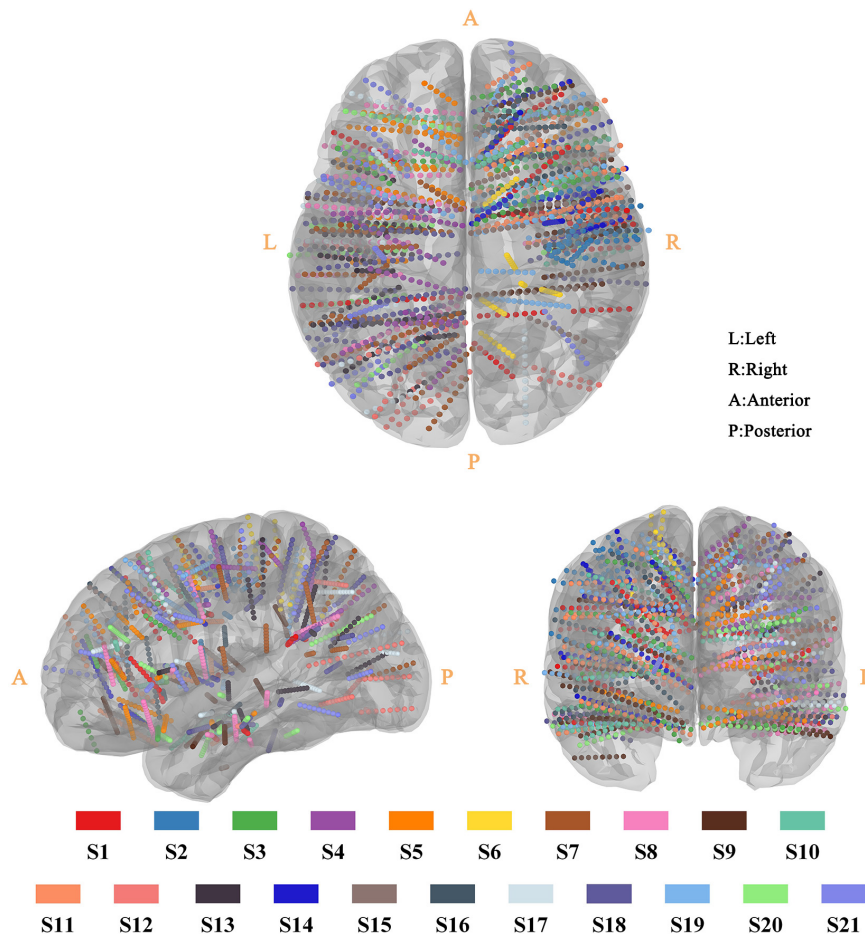 A
L
R
L:Left
R:Right
A:Anterior
P:Posterior
P
A
P
R
L
S1 S2 S3 S4 S5 S6 S7 S8 S9 S10
S11 S12 S13 S14 S15 S16 S17 S18 S19 S20 S21